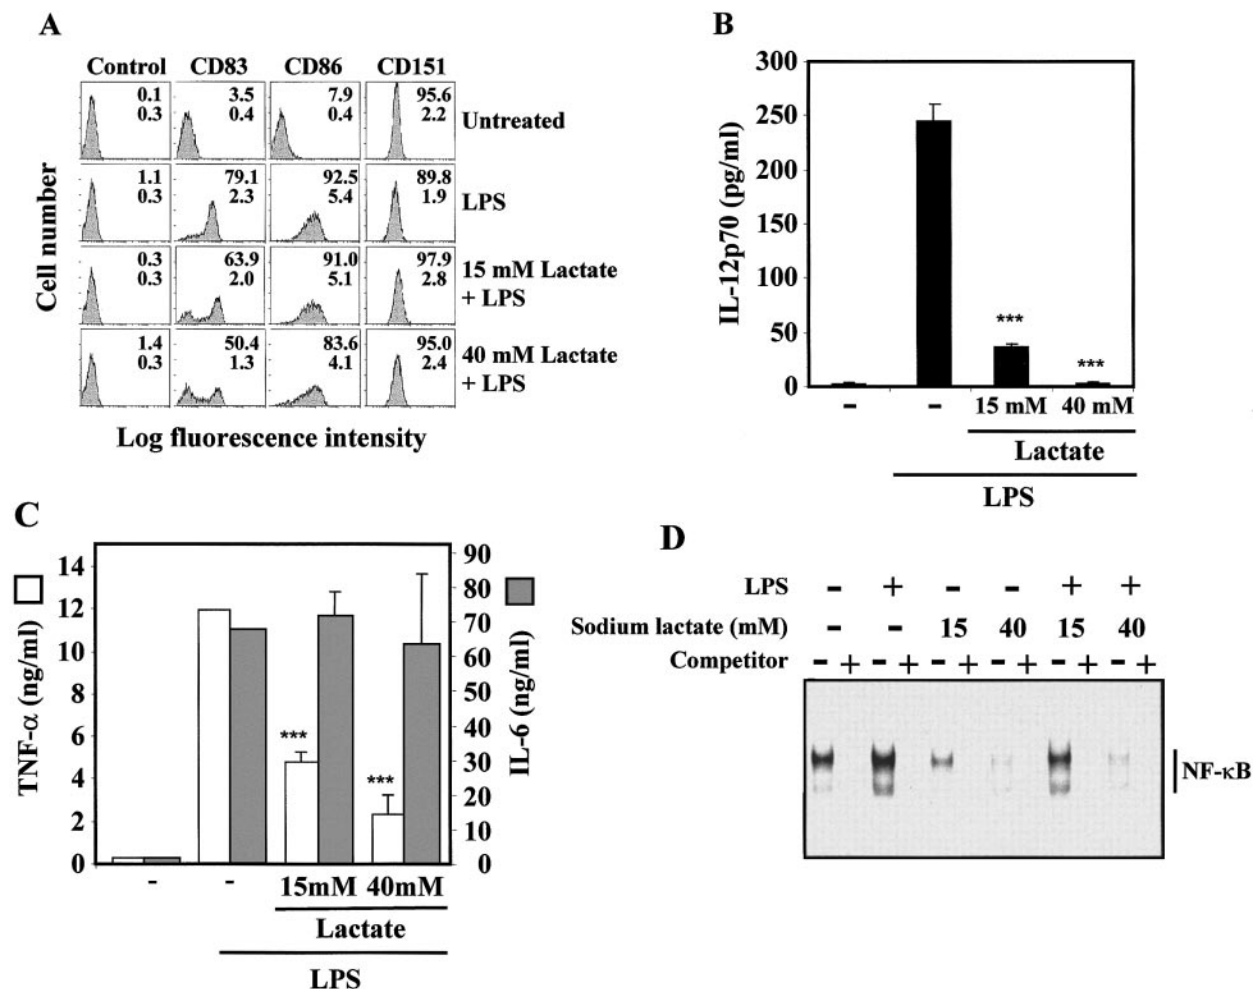 A
Control CD83 CD86 CD151
0.1 3.5 7.9 95.6
0.3 0.4 0.4 2.2
Untreated
1.1 79.1 92.5 89.8
0.3 2.3 5.4 1.9
LPS
0.3 63.9 91.0 97.9
0.3 2.0 5.1 2.8
15 mM Lactate
+ LPS
1.4 50.4 83.6 95.0
0.3 1.3 4.1 2.4
40 mM Lactate
+ LPS
Cell number
Log fluorescence intensity
B
IL-12p70 (pg/ml)
300
250
200
150
100
50
0
***
***
- - 15 mM 40 mM
Lactate
LPS
C
TNF-α (ng/ml)
14
12
10
8
6
4
2
0
***
***
90
80
70
60
50
40
30
20
10
0
IL-6 (ng/ml)
- - 15mM 40mM
Lactate
LPS
D
LPS - + - - + +
Sodium lactate (mM) - - 15 40 15 40
Competitor - + - + - + - + - + - +
NF-κB